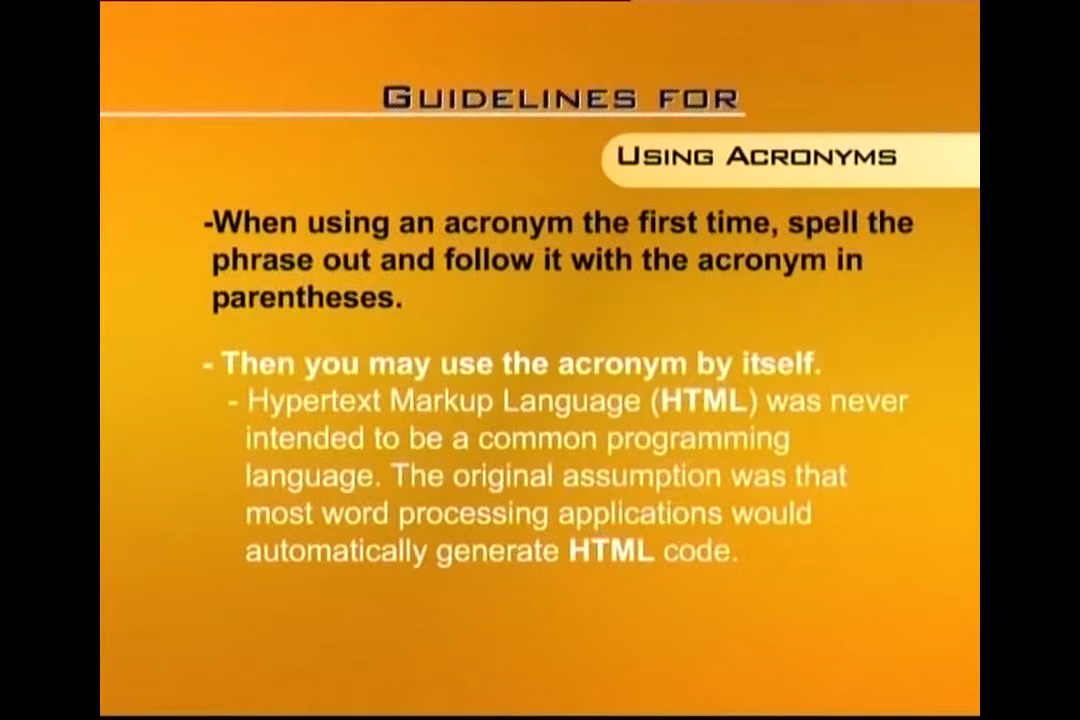 GUIDELINES FOR
USING ACRONYMS
-When using an acronym the first time, spell the
phrase out and follow it with the acronym in
parentheses.
- Then you may use the acronym by itself.
- Hypertext Markup Language (HTML) was never
intended to be a common programming
language. The original assumption was that
most word processing applications would
automatically generate HTML code.